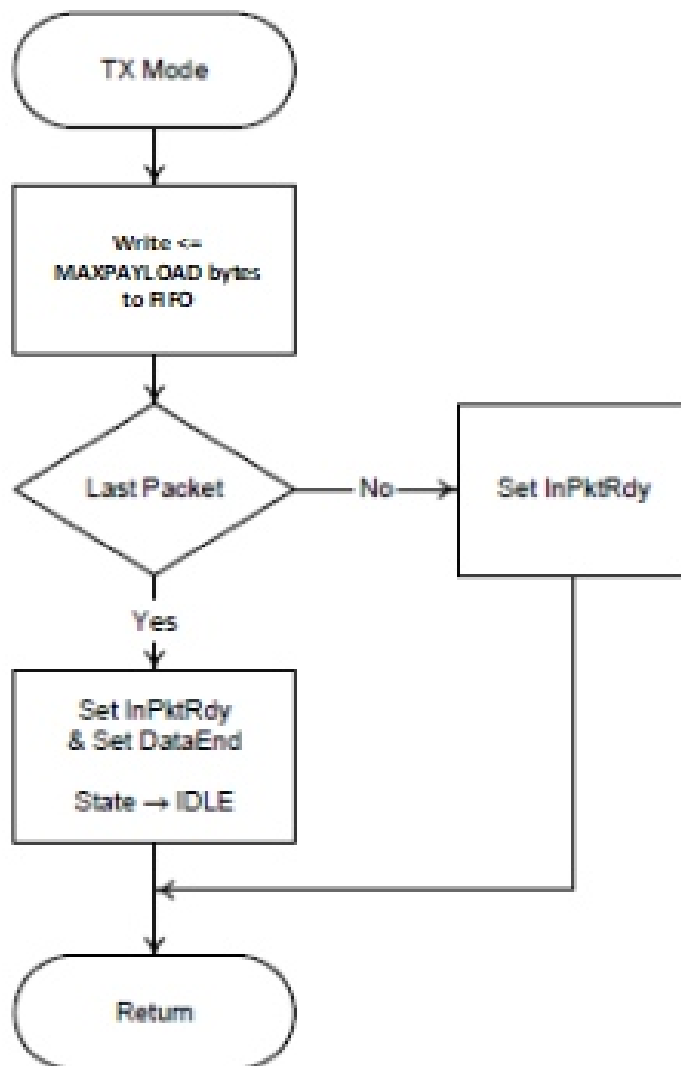 TX Mode
Write <=
MAXPAYLOAD bytes
to FIFO
Last Packet
No
Set InPktRdy
Yes
Set InPktRdy
& Set DataEnd
State → IDLE
Return